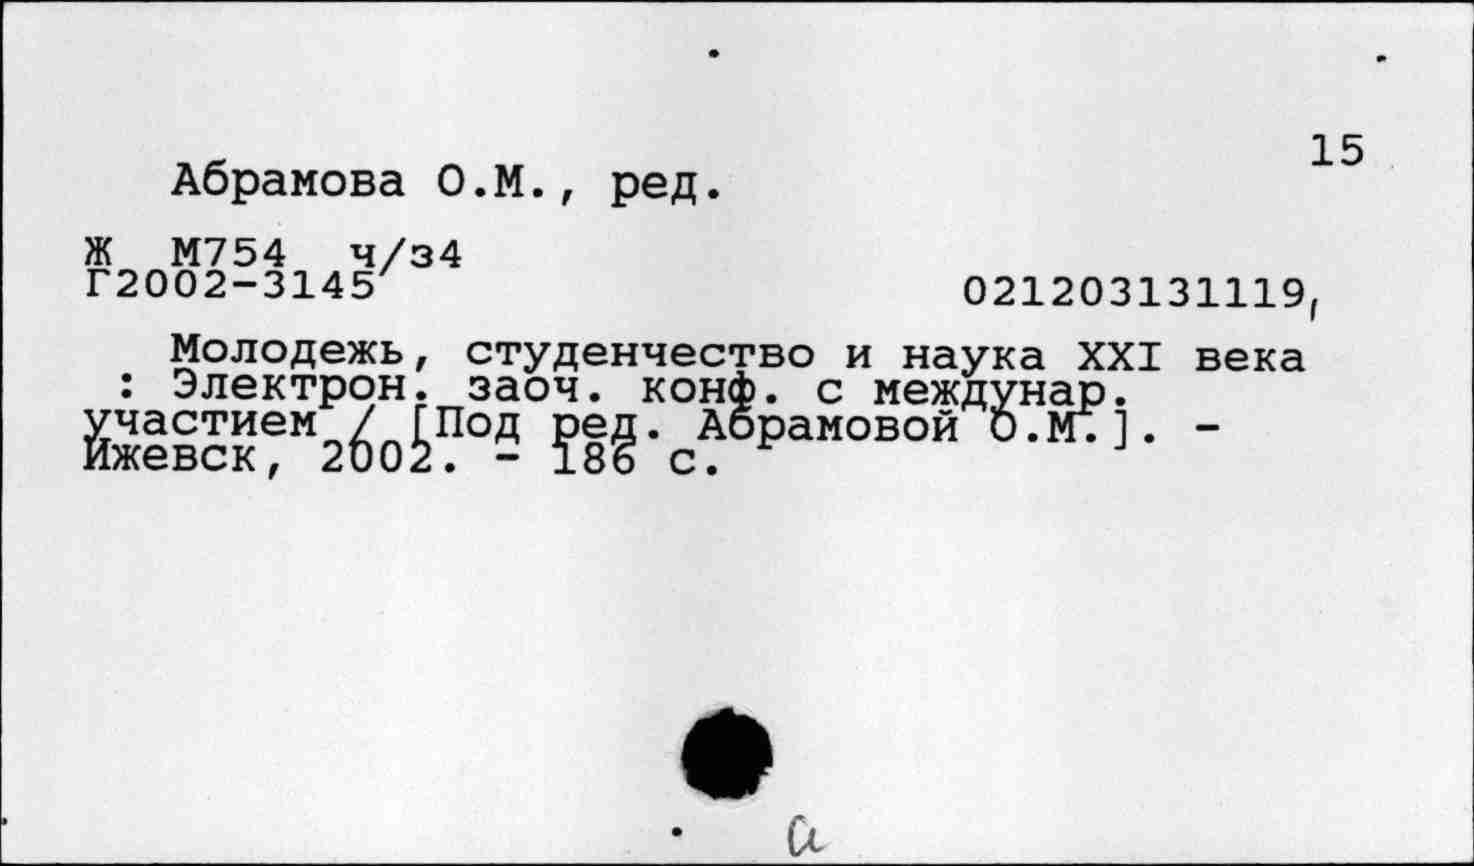 15
Абрамова О.М., ред.
Ж М754 ч/з4
Г2002-3145
021203131119,
Молодежь, студенчество и наука XXI века
: Электрон. заоч. конф. с междунар.
участием / [Под ред. Абрамовой О.М.]. -
Ижевск, 2002. - 186 с.